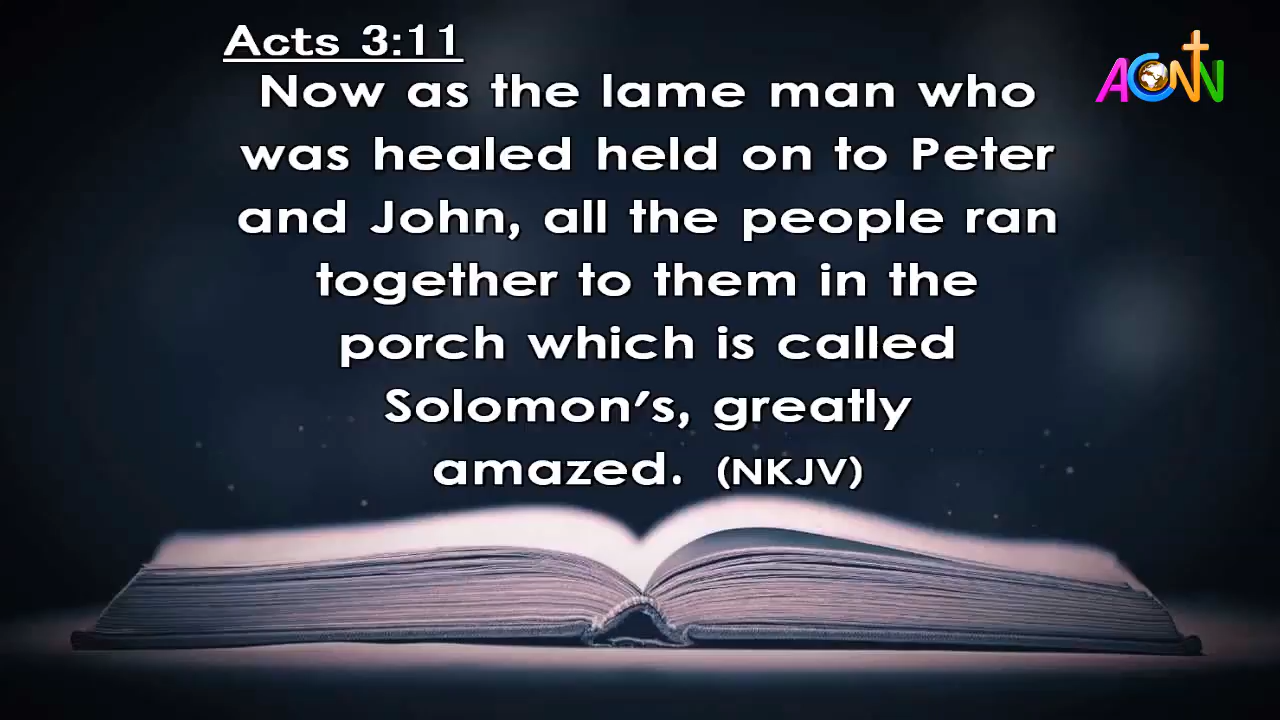 Acts 3:11
Now as the lame man who
was healed held on to Peter
and John, all the people ran
together to them in the
porch which is called
Solomon's, greatly
amazed. (NKJV)
ACNN